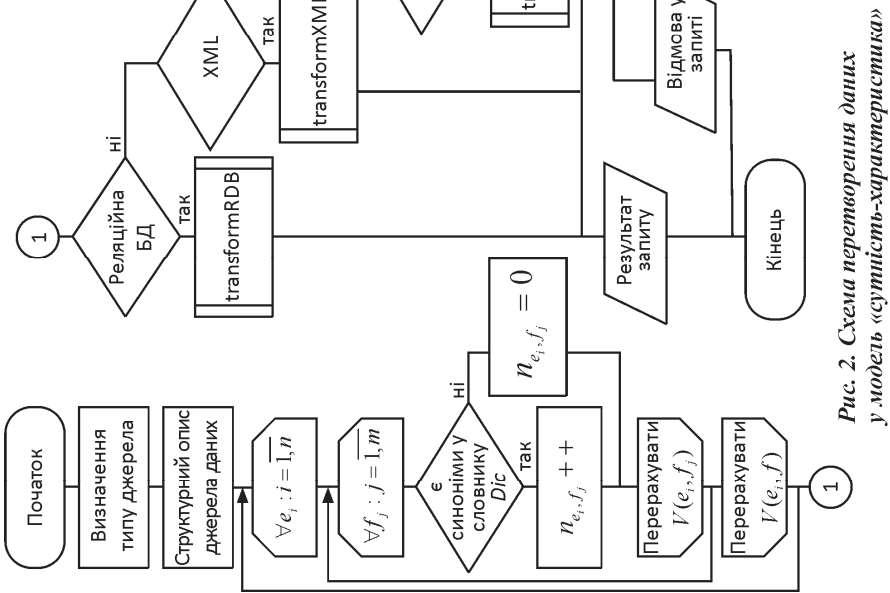 Початок
Визначення
типу джерела
Структурний опис
джерела даних
∀e_i : i = \overline{1,n}
∀f_j : j = \overline{1,m}
є
синоніми у
словнику
Dic
ні
так
n_{e_i, f_j} = 0
n_{e_i, f_j} ++
Перерахувати
V(e_i, f_j)
Перерахувати
V(e_i, f)
1
1
Реляційна
БД
ні
так
transformRDB
XML
так
transformXML
Результат
запиту
Відмова у
запиті
Кінець
Рис. 2. Схема перетворення даних
у модель «сутність-характеристика»